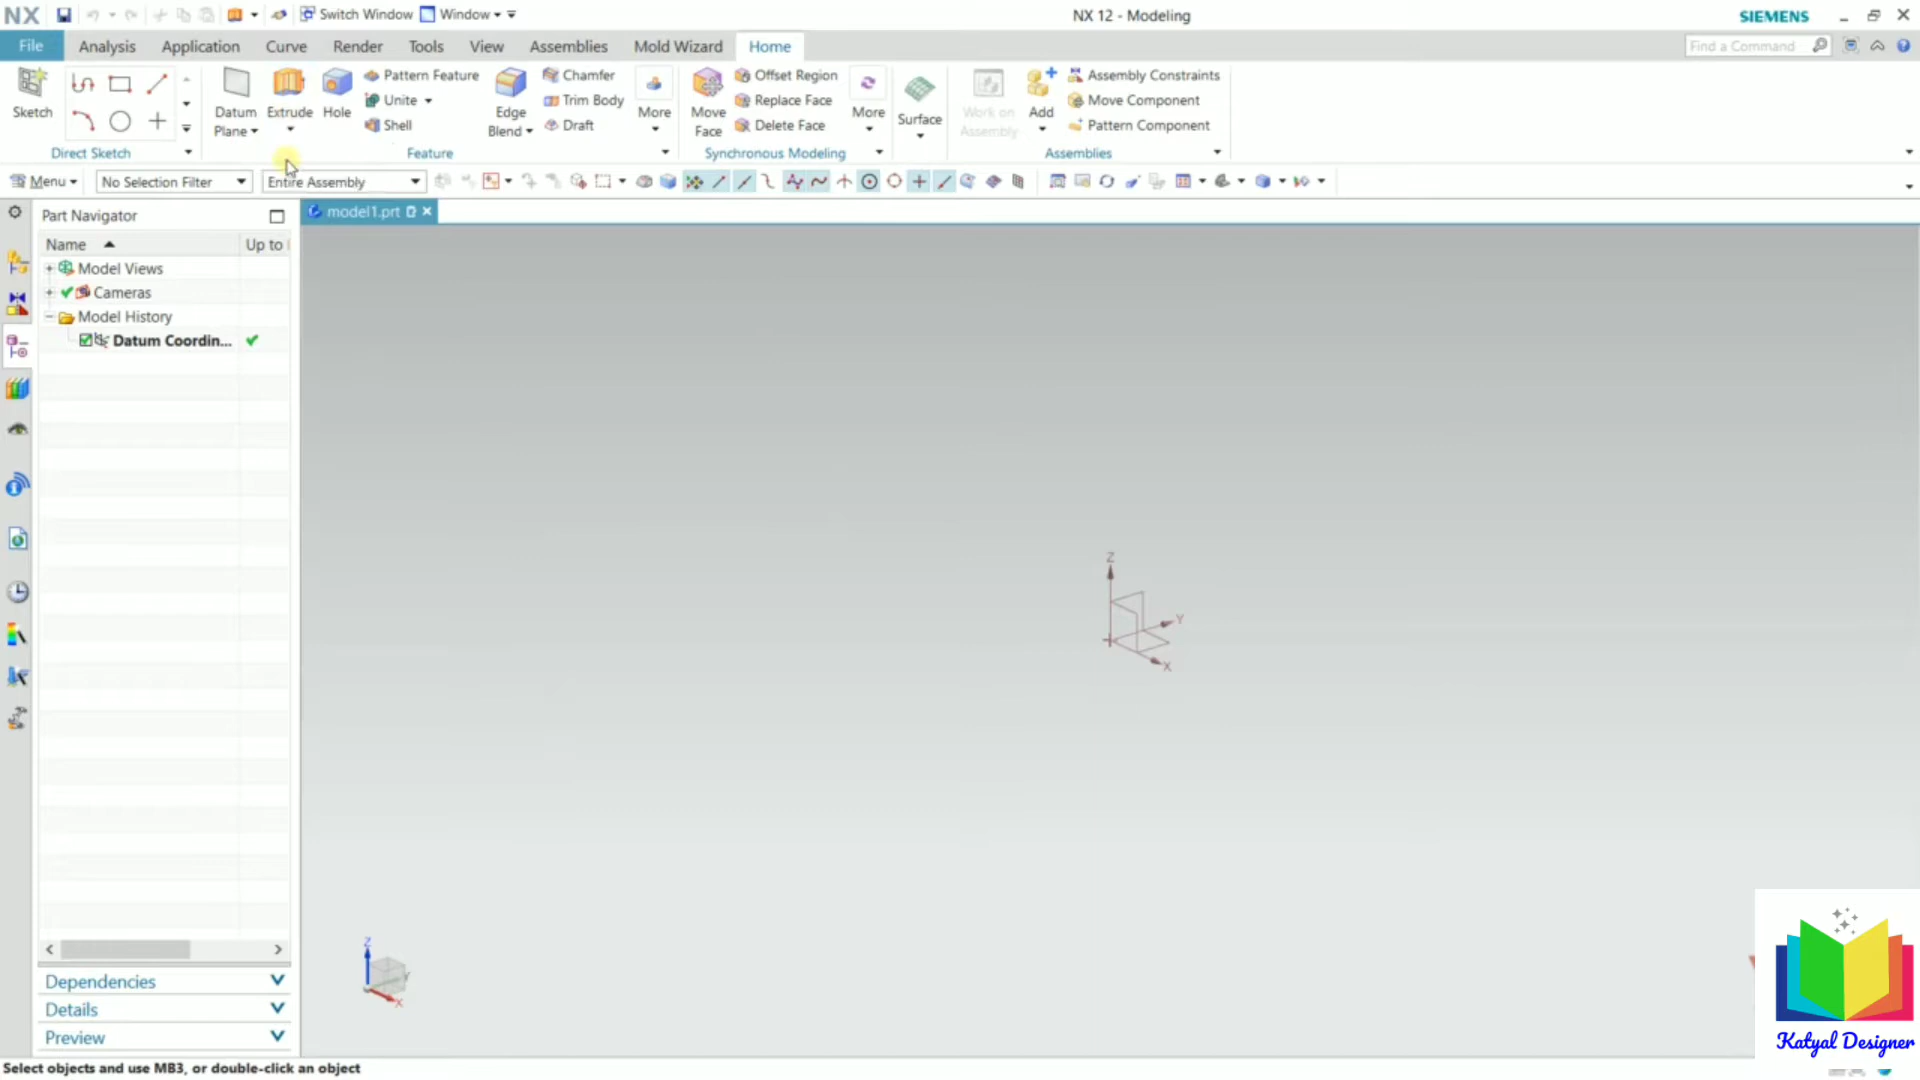 NX Switch Window Window NX 12 - Modeling SIEMENS
File Analysis Application Curve Render Tools View Assemblies Mold Wizard Home Find a Command
Sketch
Direct Sketch
Datum Plane Extrude Hole
Pattern Feature
Unite
Shell
Edge Blend
Chamfer
Trim Body
Draft
More
Feature
Move Face
Offset Region
Replace Face
Delete Face
More
Synchronous Modeling
Surface
Work on Assembly
Add
Assembly Constraints
Move Component
Pattern Component
Assemblies
Menu No Selection Filter Entire Assembly
Part Navigator
model1.prt
Name Up to
Model Views
Cameras
Model History
Datum Coordin...
Z
Y
X
Z
Y
X
Dependencies
Details
Preview
Katyal Designer
Select objects and use MB3, or double-click an object